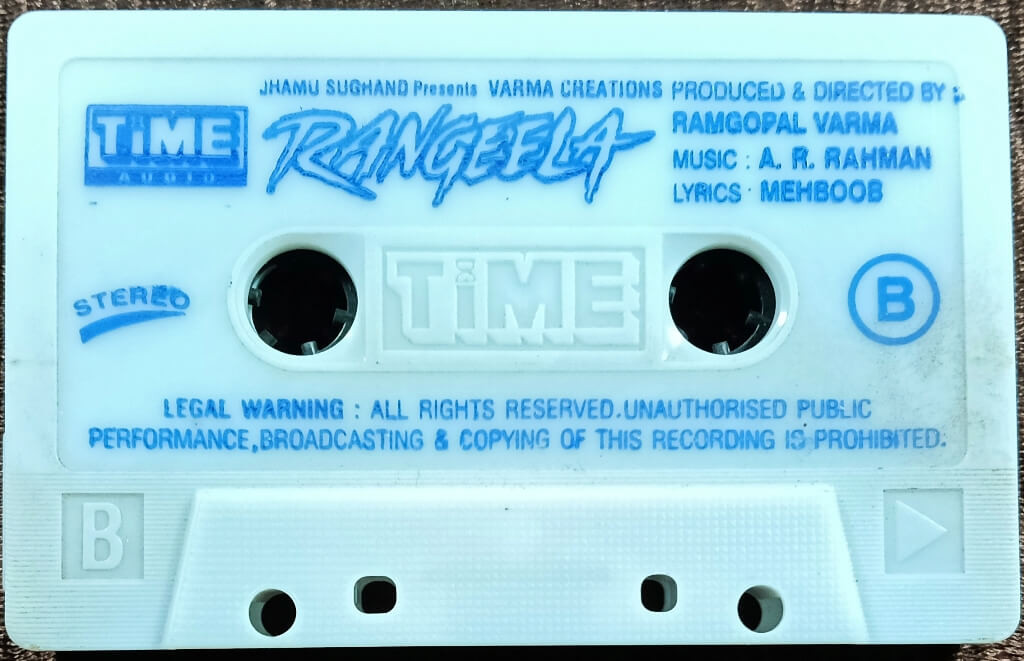 JHAMU SUGHAND Presents VARMA CREATIONS
TiME
AUDIO
RANGEELA
PRODUCED & DIRECTED BY :
RAMGOPAL VARMA
MUSIC : A. R. RAHMAN
LYRICS : MEHBOOB
STEREO
TiME
B
LEGAL WARNING : ALL RIGHTS RESERVED.UNAUTHORISED PUBLIC
PERFORMANCE,BROADCASTING & COPYING OF THIS RECORDING IS PROHIBITED.
B